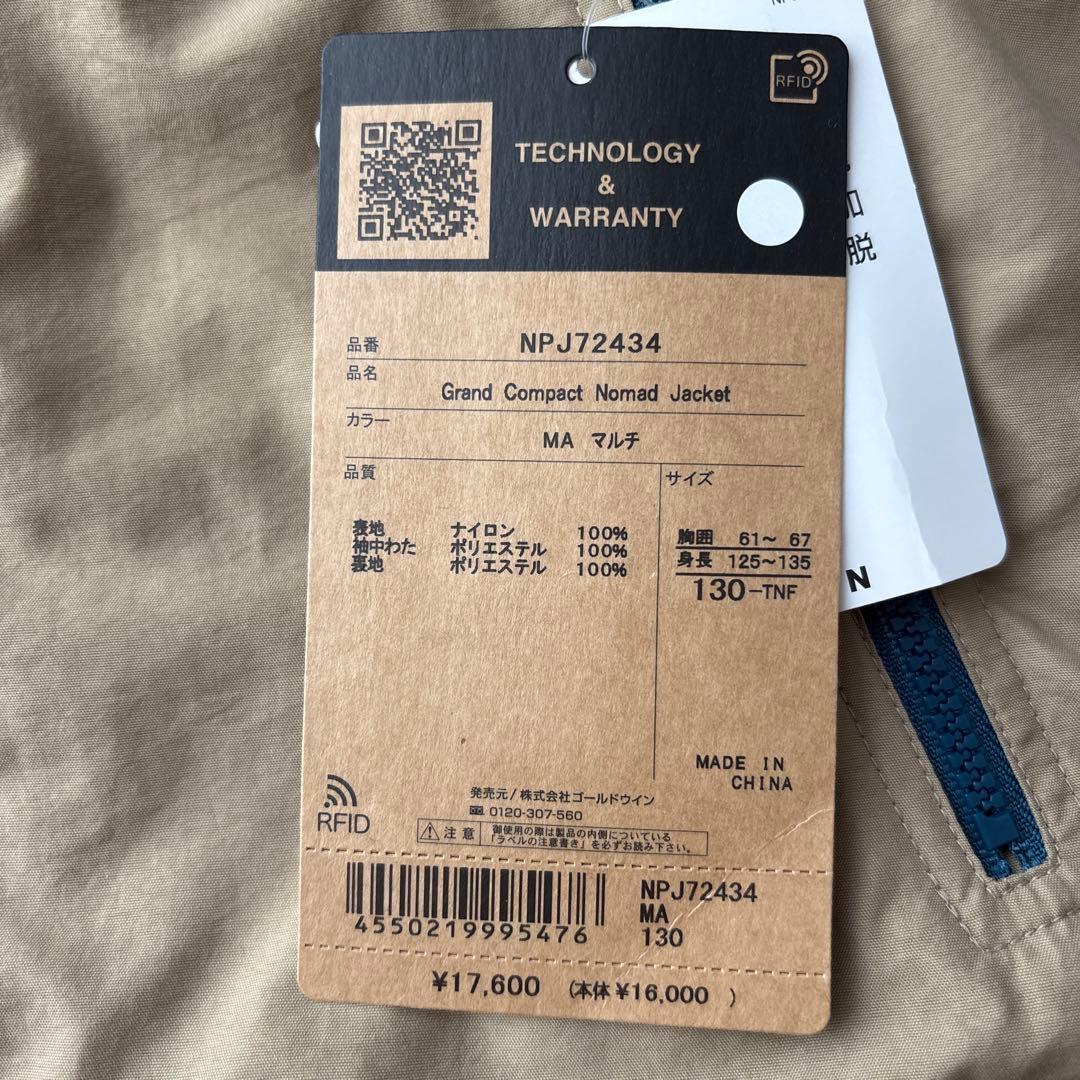 RFID
TECHNOLOGY
&
WARRANTY
品番 NPJ72434
品名
Grand Compact Nomad Jacket
カラー
MA マルチ
品質
サイズ
表地 ナイロン 100%
袖中わた ポリエステル 100%
裏地 ポリエステル 100%
胸囲 61〜 67
身長 125〜135
130-TNF
MADE IN
CHINA
発売元/株式会社ゴールドウイン
0120-307-560
RFID
注意 御使用の際は製品の内側についている
「ラベルの注意書き」を必ずお読み下さい。
4550219995476
NPJ72434
MA
130
¥17,600 (本体 ¥16,000 )
脱
N